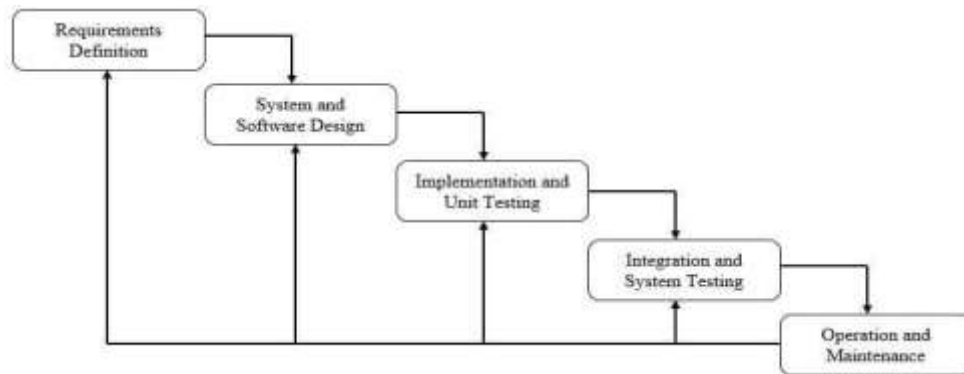 Requirements
Definition
System and
Software Design
Implementation and
Unit Testing
Integration and
System Testing
Operation and
Maintenance